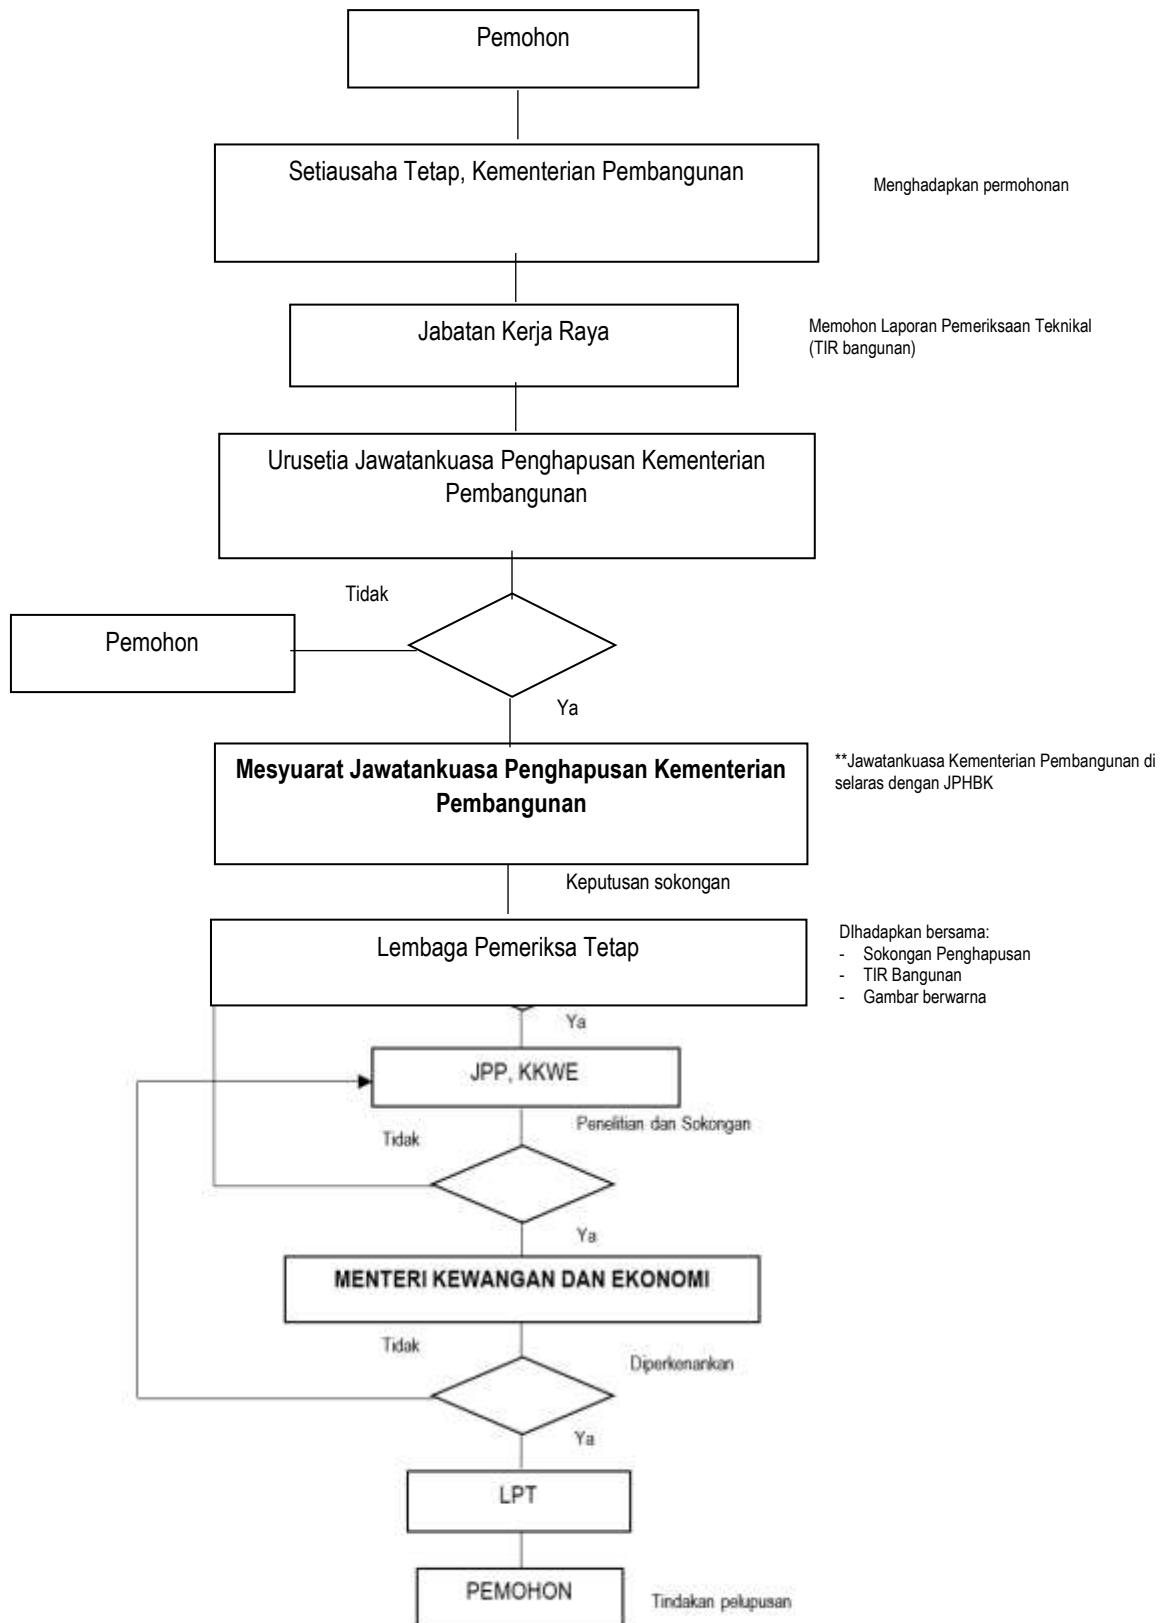 Pemohon
Setiausaha Tetap, Kementerian Pembangunan
Menghadapkan permohonan
Jabatan Kerja Raya
Memohon Laporan Pemeriksaan Teknikal
(TIR bangunan)
Urusetia Jawatankuasa Penghapusan Kementerian
Pembangunan
Tidak
Pemohon
Ya
Mesyuarat Jawatankuasa Penghapusan Kementerian
Pembangunan
**Jawatankuasa Kementerian Pembangunan di
selaras dengan JPHBK
Keputusan sokongan
Lembaga Pemeriksa Tetap
DIhadapkan bersama:
- Sokongan Penghapusan
- TIR Bangunan
- Gambar berwarna
Ya
JPP, KKWE
Penelitian dan Sokongan
Tidak
Ya
MENTERI KEWANGAN DAN EKONOMI
Tidak
Diperkenankan
Ya
LPT
PEMOHON
Tindakan pelupusan